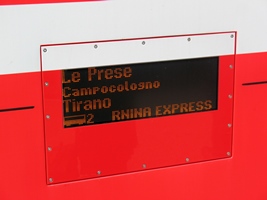 Le Prese
Campocologno
Tirano
2 RNINA EXPRESS